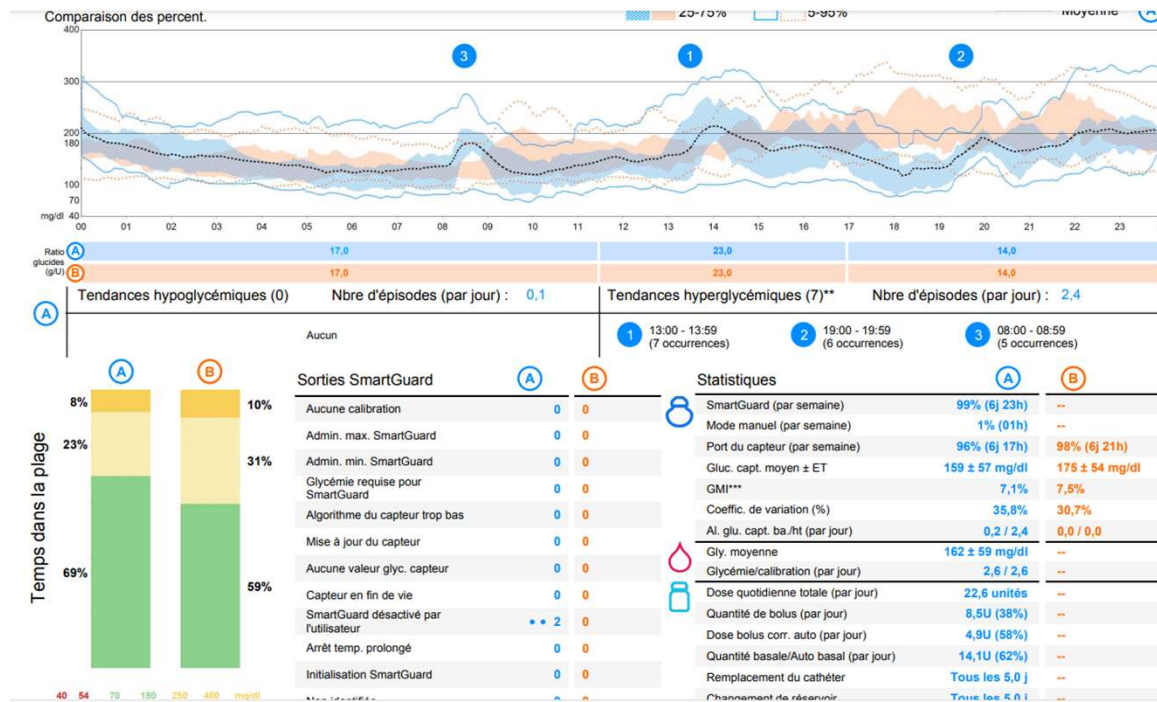 Comparaison des percent. 25-75% 5-95% Moyenne A
400
300
200
180
100
70
mg/dl 40
3 1 2
00 01 02 03 04 05 06 07 08 09 10 11 12 13 14 15 16 17 18 19 20 21 22 23
Ratio glucides (g/U)
A 17,0 23,0 14,0
B 17,0 23,0 14,0
A
Tendances hypoglycémiques (0) Nbre d'épisodes (par jour) : 0,1
Aucun
Tendances hyperglycémiques (7)** Nbre d'épisodes (par jour) : 2,4
1 13:00 - 13:59 (7 occurrences)
2 19:00 - 19:59 (6 occurrences)
3 08:00 - 08:59 (5 occurrences)
Temps dans la plage
A B
8% 10%
23% 31%
69% 59%
40 54 70 180 250 400 mg/dl
Sorties SmartGuard A B
Aucune calibration 0 0
Admin. max. SmartGuard 0 0
Admin. min. SmartGuard 0 0
Glycémie requise pour
SmartGuard 0 0
Algorithme du capteur trop bas 0 0
Mise à jour du capteur 0 0
Aucune valeur glyc. capteur 0 0
Capteur en fin de vie 0 0
SmartGuard désactivé par
l'utilisateur 2 0
Arrêt temp. prolongé 0 0
Initialisation SmartGuard 0 0
Non identifié 0 0
Statistiques A B
SmartGuard (par semaine) 99% (6j 23h) --
Mode manuel (par semaine) 1% (01h) --
Port du capteur (par semaine) 96% (6j 17h) 98% (6j 21h)
Gluc. capt. moyen ± ET 159 ± 57 mg/dl 175 ± 54 mg/dl
GMI*** 7,1% 7,5%
Coeffic. de variation (%) 35,8% 30,7%
Al. glu. capt. ba./ht (par jour) 0,2 / 2,4 0,0 / 0,0
Gly. moyenne 162 ± 59 mg/dl --
Glycémie/calibration (par jour) 2,6 / 2,6 --
Dose quotidienne totale (par jour) 22,6 unités --
Quantité de bolus (par jour) 8,5U (38%) --
Dose bolus corr. auto (par jour) 4,9U (58%) --
Quantité basale/Auto basal (par jour) 14,1U (62%) --
Remplacement du cathéter Tous les 5,0 j --
Changement de réservoir Tous les 5,0 j --